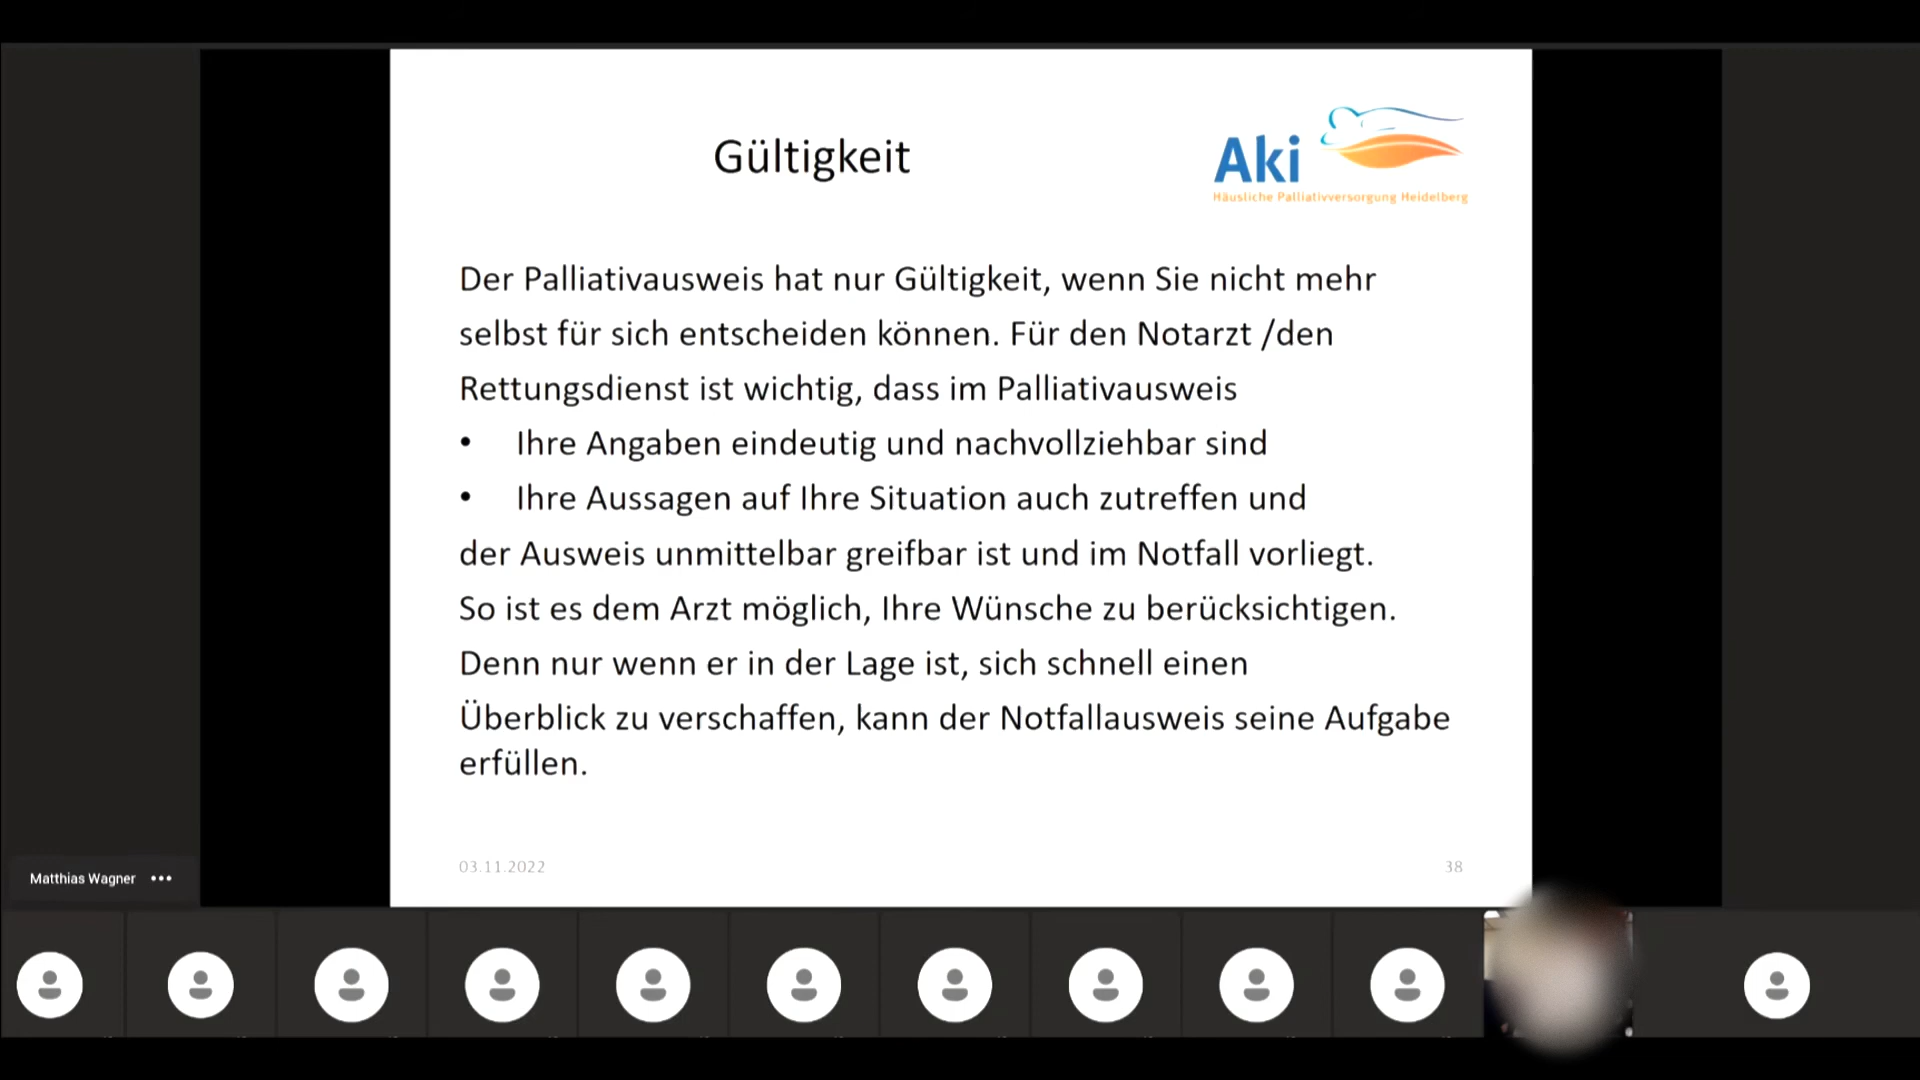 Gültigkeit
Aki
Häusliche Palliativversorgung Heidelberg
Der Palliativausweis hat nur Gültigkeit, wenn Sie nicht mehr
selbst für sich entscheiden können. Für den Notarzt /den
Rettungsdienst ist wichtig, dass im Palliativausweis
• Ihre Angaben eindeutig und nachvollziehbar sind
• Ihre Aussagen auf Ihre Situation auch zutreffen und
der Ausweis unmittelbar greifbar ist und im Notfall vorliegt.
So ist es dem Arzt möglich, Ihre Wünsche zu berücksichtigen.
Denn nur wenn er in der Lage ist, sich schnell einen
Überblick zu verschaffen, kann der Notfallausweis seine Aufgabe
erfüllen.
03.11.2022
38
Matthias Wagner